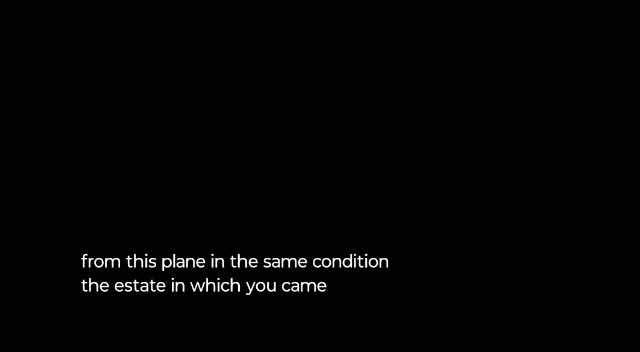 from this plane in the same condition
the estate in which you came